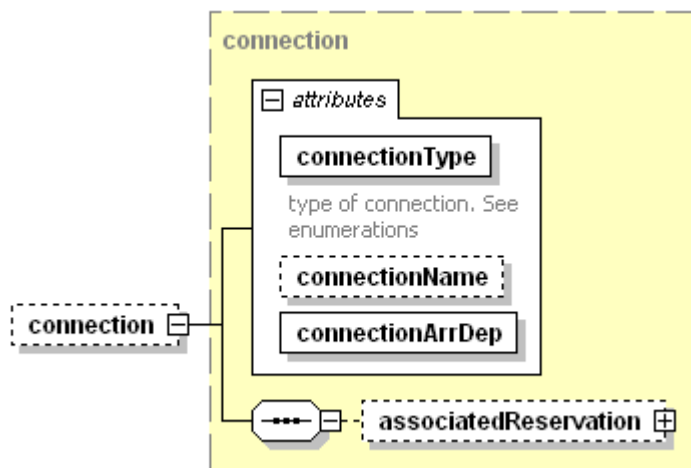 connection
attributes
connectionType
type of connection. See
enumerations
connectionName
connectionArrDep
connection
associatedReservation